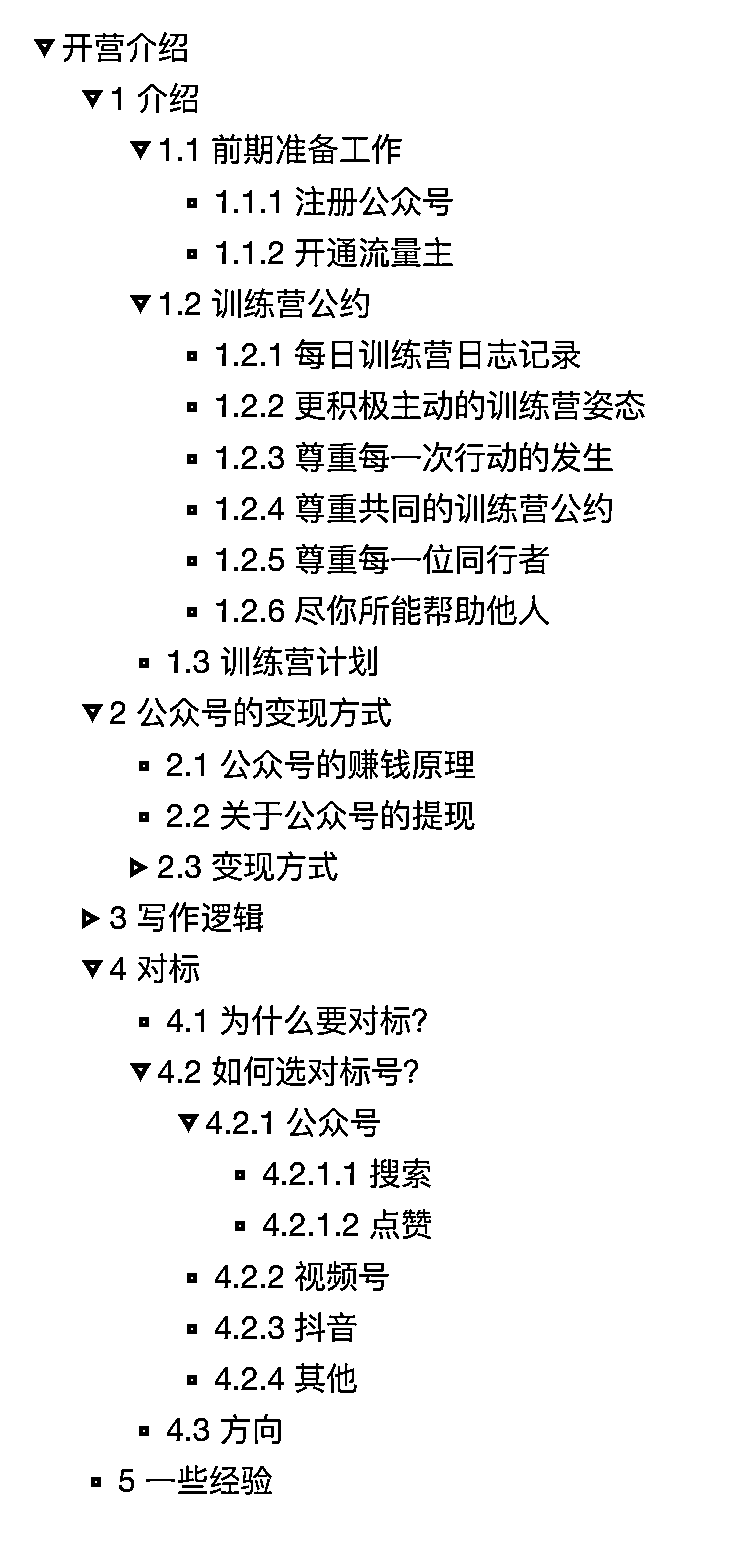 开营介绍
1 介绍
1.1 前期准备工作
1.1.1 注册公众号
1.1.2 开通流量主
1.2 训练营公约
1.2.1 每日训练营日志记录
1.2.2 更积极主动的训练营姿态
1.2.3 尊重每一次行动的发生
1.2.4 尊重共同的训练营公约
1.2.5 尊重每一位同行者
1.2.6 尽你所能帮助他人
1.3 训练营计划
2 公众号的变现方式
2.1 公众号的赚钱原理
2.2 关于公众号的提现
2.3 变现方式
3 写作逻辑
4 对标
4.1 为什么要对标?
4.2 如何选对标号?
4.2.1 公众号
4.2.1.1 搜索
4.2.1.2 点赞
4.2.2 视频号
4.2.3 抖音
4.2.4 其他
4.3 方向
5 一些经验